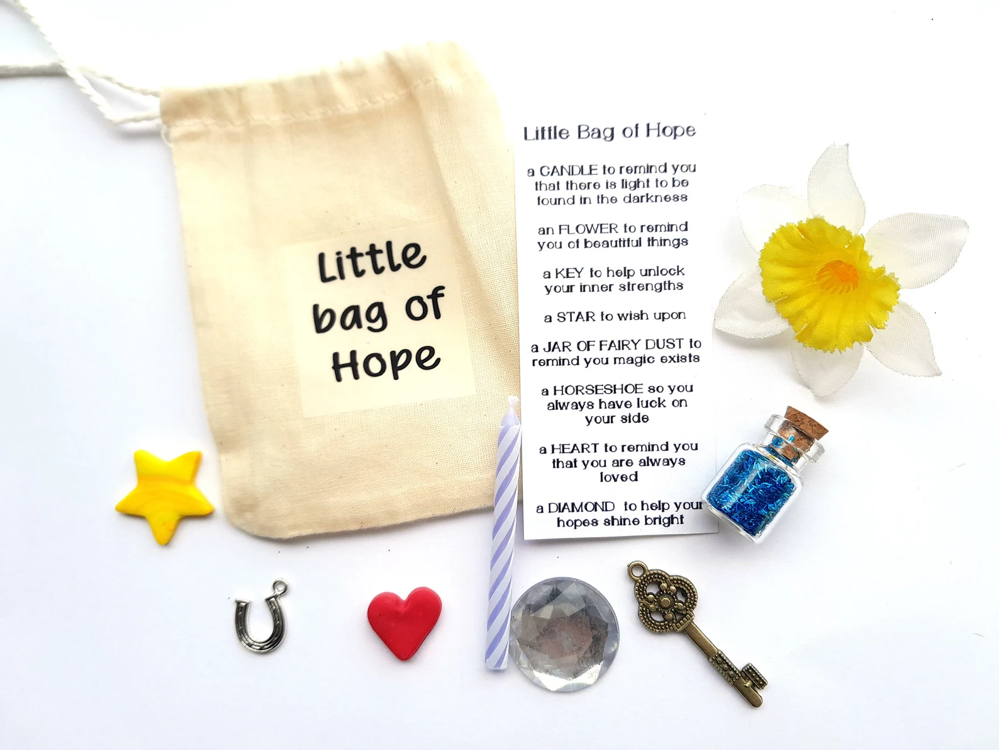 Little
bag of
Hope
Little Bag of Hope
a CANDLE to remind you
that there is light to be
found in the darkness
an FLOWER to remind
you of beautiful things
a KEY to help unlock
your inner strengths
a STAR to wish upon
a JAR OF FAIRY DUST to
remind you magic exists
a HORSESHOE so you
always have luck on
your side
a HEART to remind you
that you are always
loved
a DIAMOND to help your
hopes shine bright